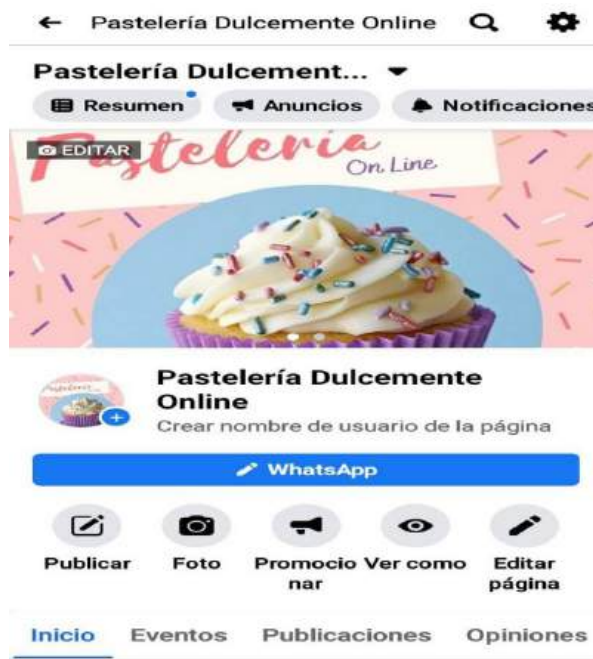 Pastelería Dulcemente Online
Pastelería Dulcement...
Resumen Anuncios Notificaciones
EDITAR
Pastelería
On Line
Pastelería Dulcemente
Online
Crear nombre de usuario de la página
WhatsApp
Publicar Foto Promocio Ver como Editar
nar página
Inicio Eventos Publicaciones Opiniones